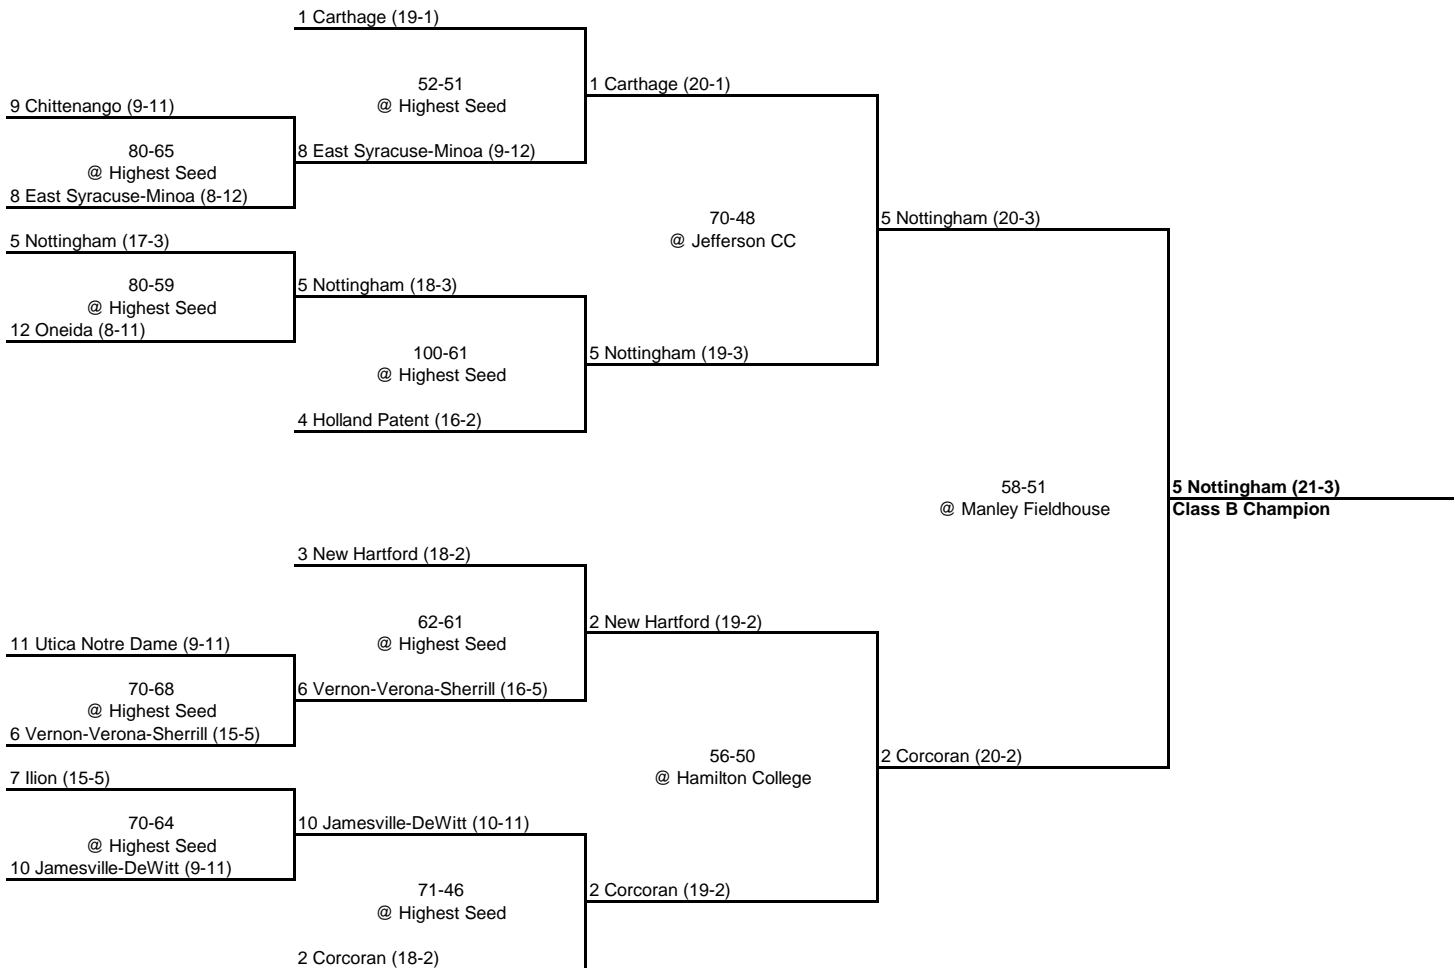 1 Carthage (19-1)
52-51
@ Highest Seed
1 Carthage (20-1)
9 Chittenango (9-11)
80-65
@ Highest Seed
8 East Syracuse-Minoa (9-12)
8 East Syracuse-Minoa (8-12)
70-48
@ Jefferson CC
5 Nottingham (20-3)
5 Nottingham (17-3)
80-59
@ Highest Seed
5 Nottingham (18-3)
12 Oneida (8-11)
100-61
@ Highest Seed
5 Nottingham (19-3)
4 Holland Patent (16-2)
58-51
@ Manley Fieldhouse
5 Nottingham (21-3)
Class B Champion
3 New Hartford (18-2)
62-61
@ Highest Seed
2 New Hartford (19-2)
11 Utica Notre Dame (9-11)
70-68
@ Highest Seed
6 Vernon-Verona-Sherrill (16-5)
6 Vernon-Verona-Sherrill (15-5)
56-50
@ Hamilton College
2 Corcoran (20-2)
7 Ilion (15-5)
70-64
@ Highest Seed
10 Jamesville-DeWitt (10-11)
10 Jamesville-DeWitt (9-11)
71-46
@ Highest Seed
2 Corcoran (19-2)
2 Corcoran (18-2)